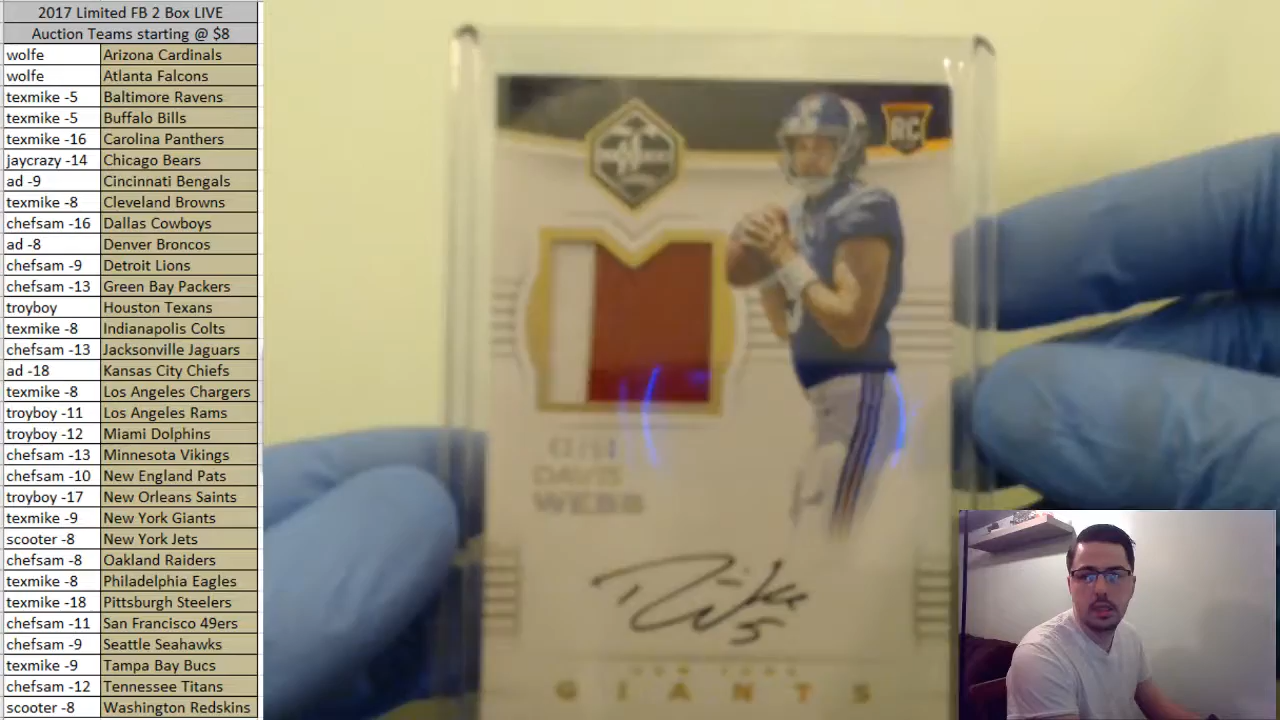 2017 Limited FB 2 Box LIVE
Auction Teams starting @ $8
wolfe Arizona Cardinals
wolfe Atlanta Falcons
texmike -5 Baltimore Ravens
texmike -5 Buffalo Bills
texmike -16 Carolina Panthers
jaycrazy -14 Chicago Bears
ad -9 Cincinnati Bengals
texmike -8 Cleveland Browns
chefsam -16 Dallas Cowboys
ad -8 Denver Broncos
chefsam -9 Detroit Lions
chefsam -13 Green Bay Packers
troyboy Houston Texans
texmike -8 Indianapolis Colts
chefsam -13 Jacksonville Jaguars
ad -18 Kansas City Chiefs
texmike -8 Los Angeles Chargers
troyboy -11 Los Angeles Rams
troyboy -12 Miami Dolphins
chefsam -13 Minnesota Vikings
chefsam -10 New England Pats
troyboy -17 New Orleans Saints
texmike -9 New York Giants
scooter -8 New York Jets
chefsam -8 Oakland Raiders
texmike -8 Philadelphia Eagles
texmike -18 Pittsburgh Steelers
chefsam -11 San Francisco 49ers
chefsam -9 Seattle Seahawks
texmike -9 Tampa Bay Bucs
chefsam -12 Tennessee Titans
scooter -8 Washington Redskins
RC
DAVIS
WEBB
NEW YORK
GIANTS